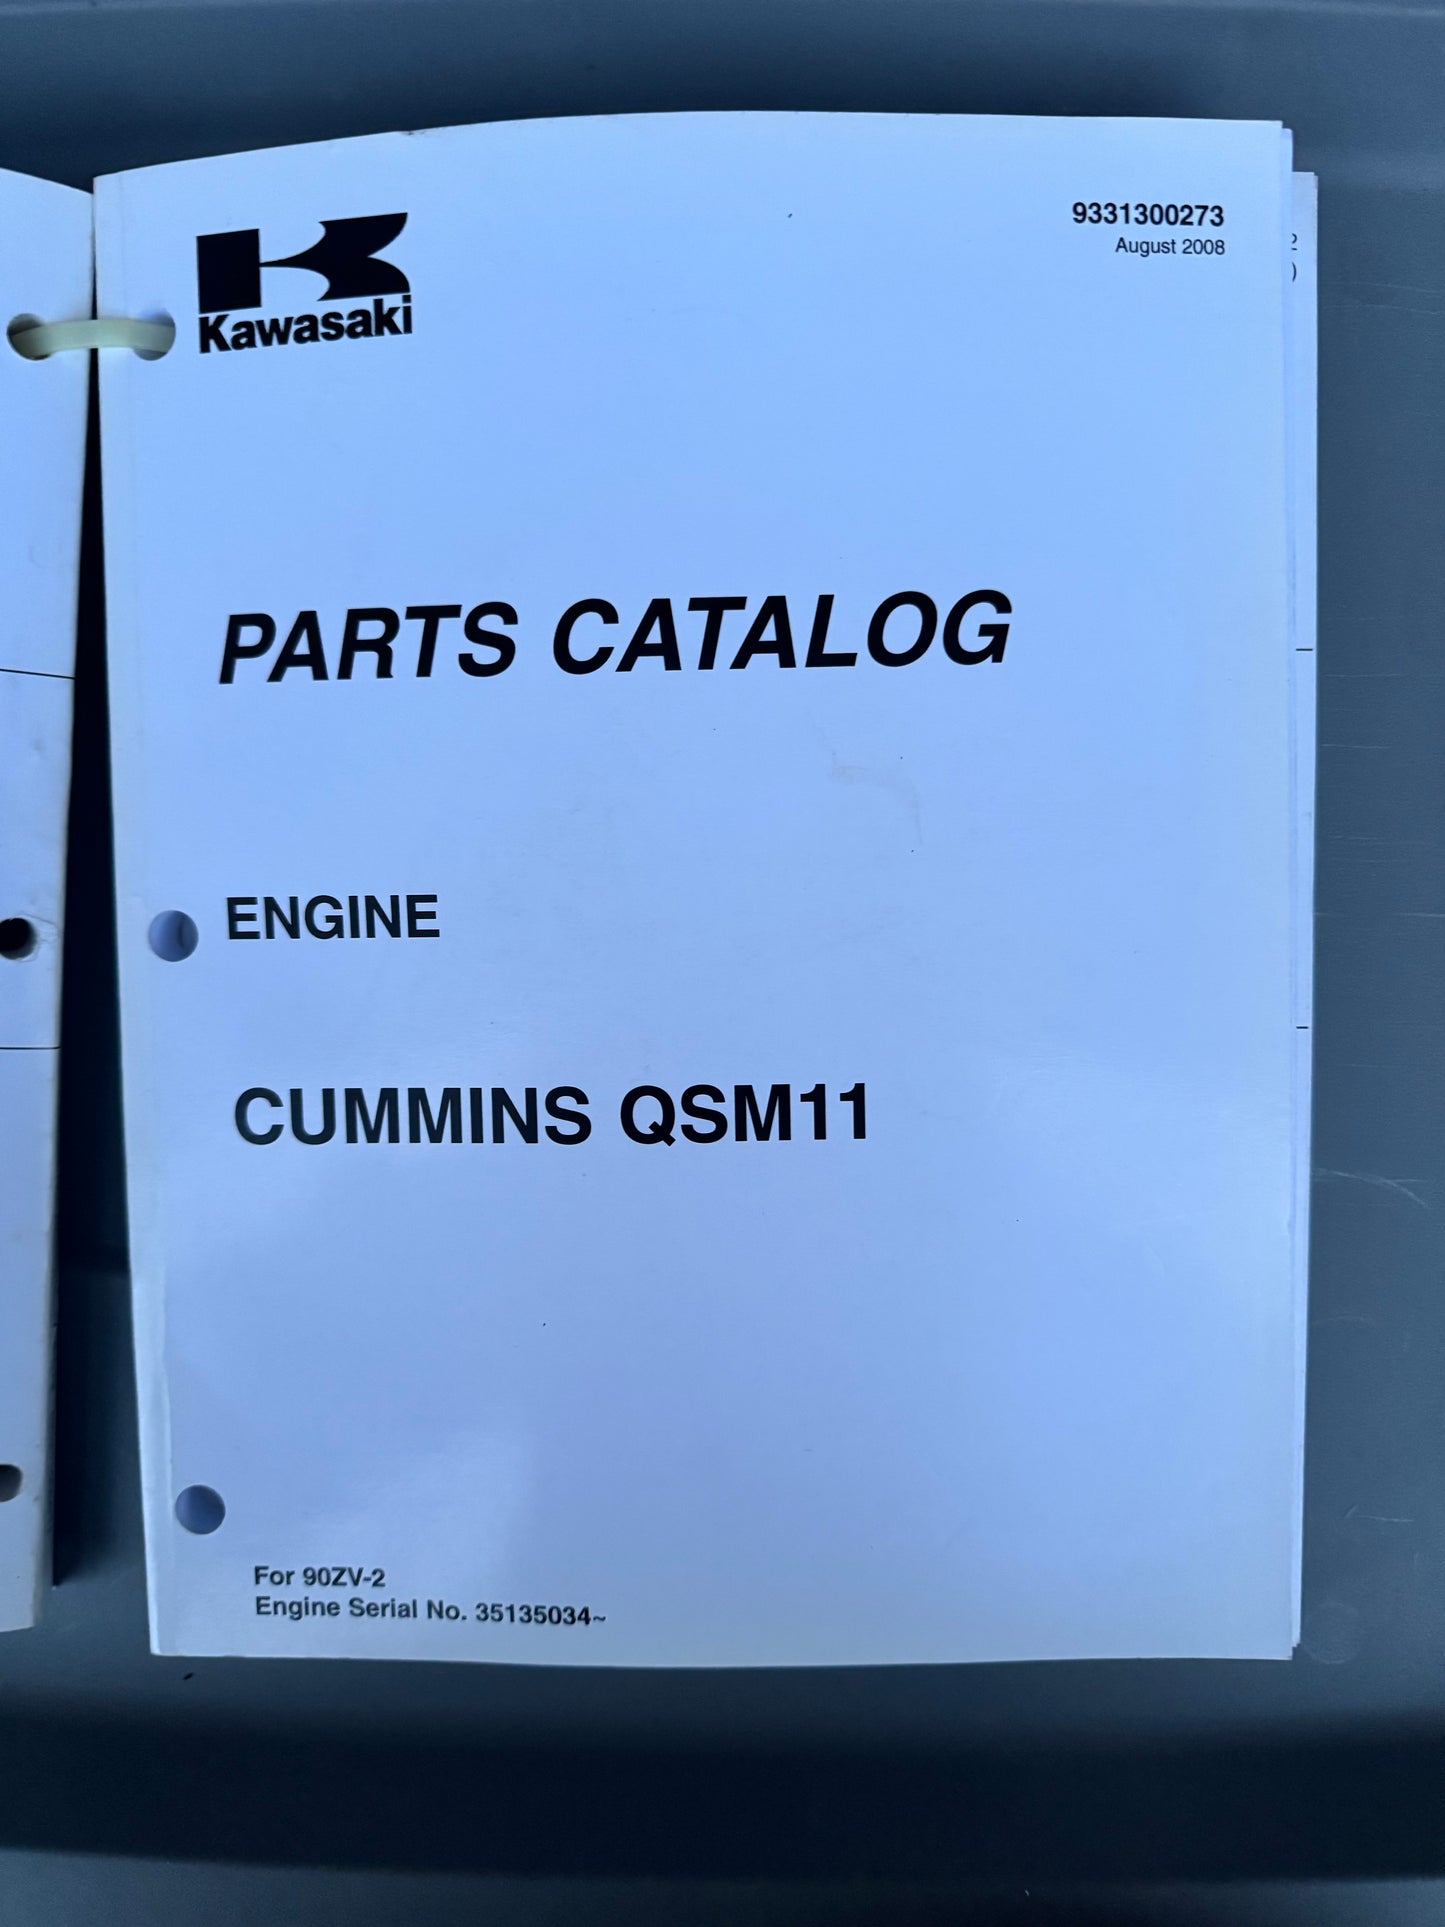 9331300273
August 2008
Kawasaki
PARTS CATALOG
ENGINE
CUMMINS QSM11
For 90ZV-2
Engine Serial No. 35135034~